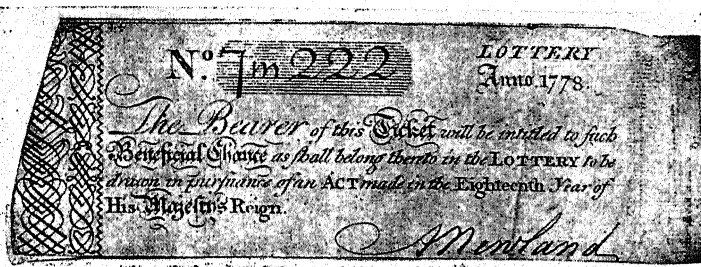 No. 7m222
LOTTERY
Anno. 1778.
The Bearer of this Ticket will be intitled to such
Beneficial Chance as shall belong thereto in the LOTTERY to be
drawn in pursuance of an ACT made in the Eighteenth Year of
His Majesty's Reign.
A Newland